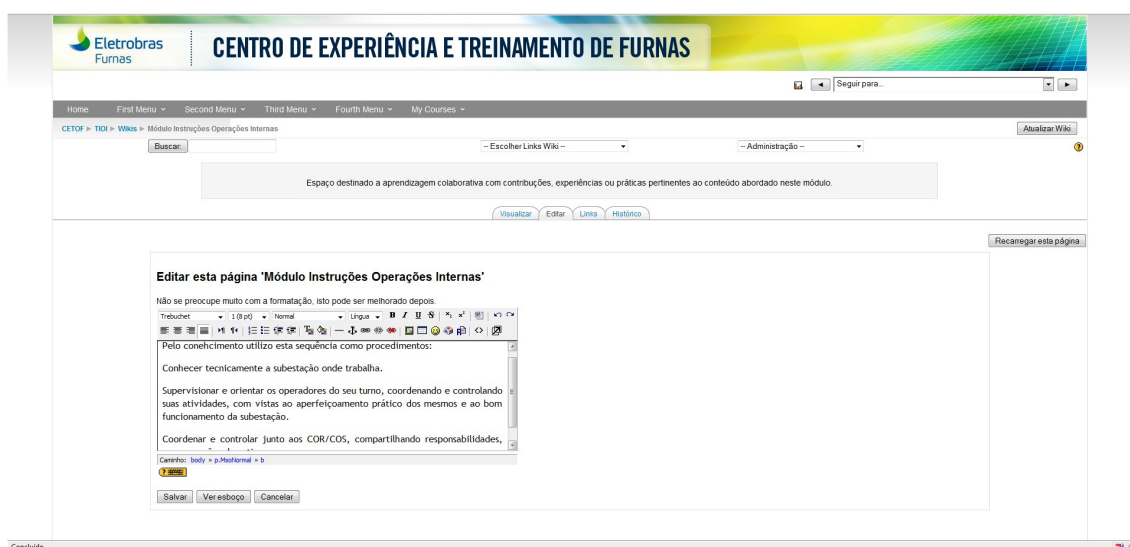 Eletrobras
Furnas
CENTRO DE EXPERIÊNCIA E TREINAMENTO DE FURNAS
Seguir para...
Home First Menu Second Menu Third Menu Fourth Menu My Courses
CETOF ► TIOI ► Wikis ► Módulo Instruções Operações Internas
Atualizar Wiki
Buscar: -- Escolher Links Wiki -- -- Administração --
Espaço destinado a aprendizagem colaborativa com contribuições, experiências ou práticas pertinentes ao conteúdo abordado neste módulo.
Visualizar Editar Links Histórico
Recarregar esta página
Editar esta página 'Módulo Instruções Operações Internas'
Não se preocupe muito com a formatação, isto pode ser melhorado depois.
Trebuchet 1 (8 pt) Normal Língua B I U S
Pelo conehcimento utilizo esta sequência como procedimentos:
Conhecer tecnicamente a subestação onde trabalha.
Supervisionar e orientar os operadores do seu turno, coordenando e controlando
suas atividades, com vistas ao aperfeiçoamento prático dos mesmos e ao bom
funcionamento da subestação.
Coordenar e controlar junto aos COR/COS, compartilhando responsabilidades,
Caminho: body » p.MsoNormal » b
Salvar Ver esboço Cancelar